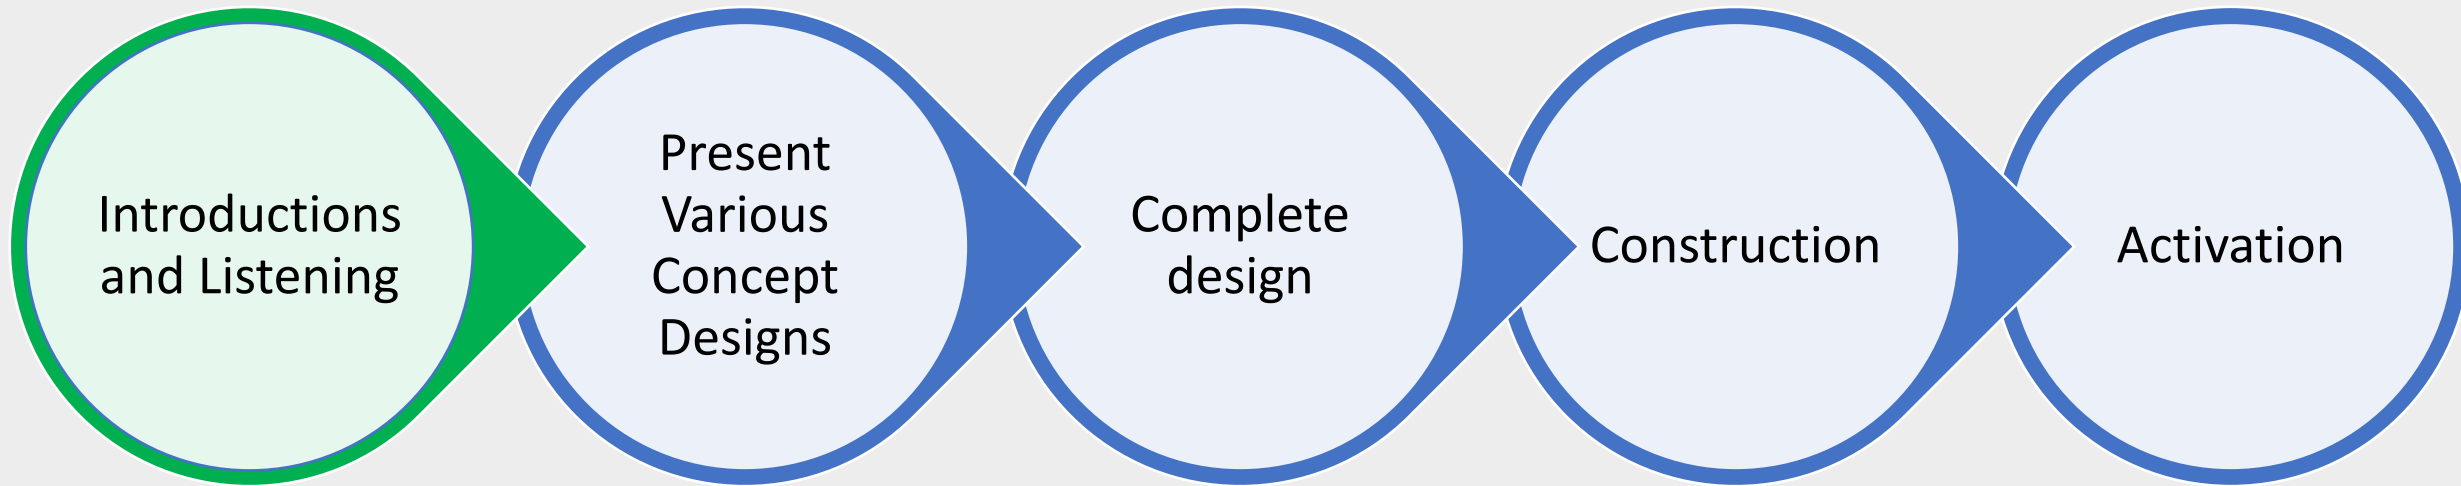 Introductions
and Listening
Present
Various
Concept
Designs
Complete
design
Construction
Activation